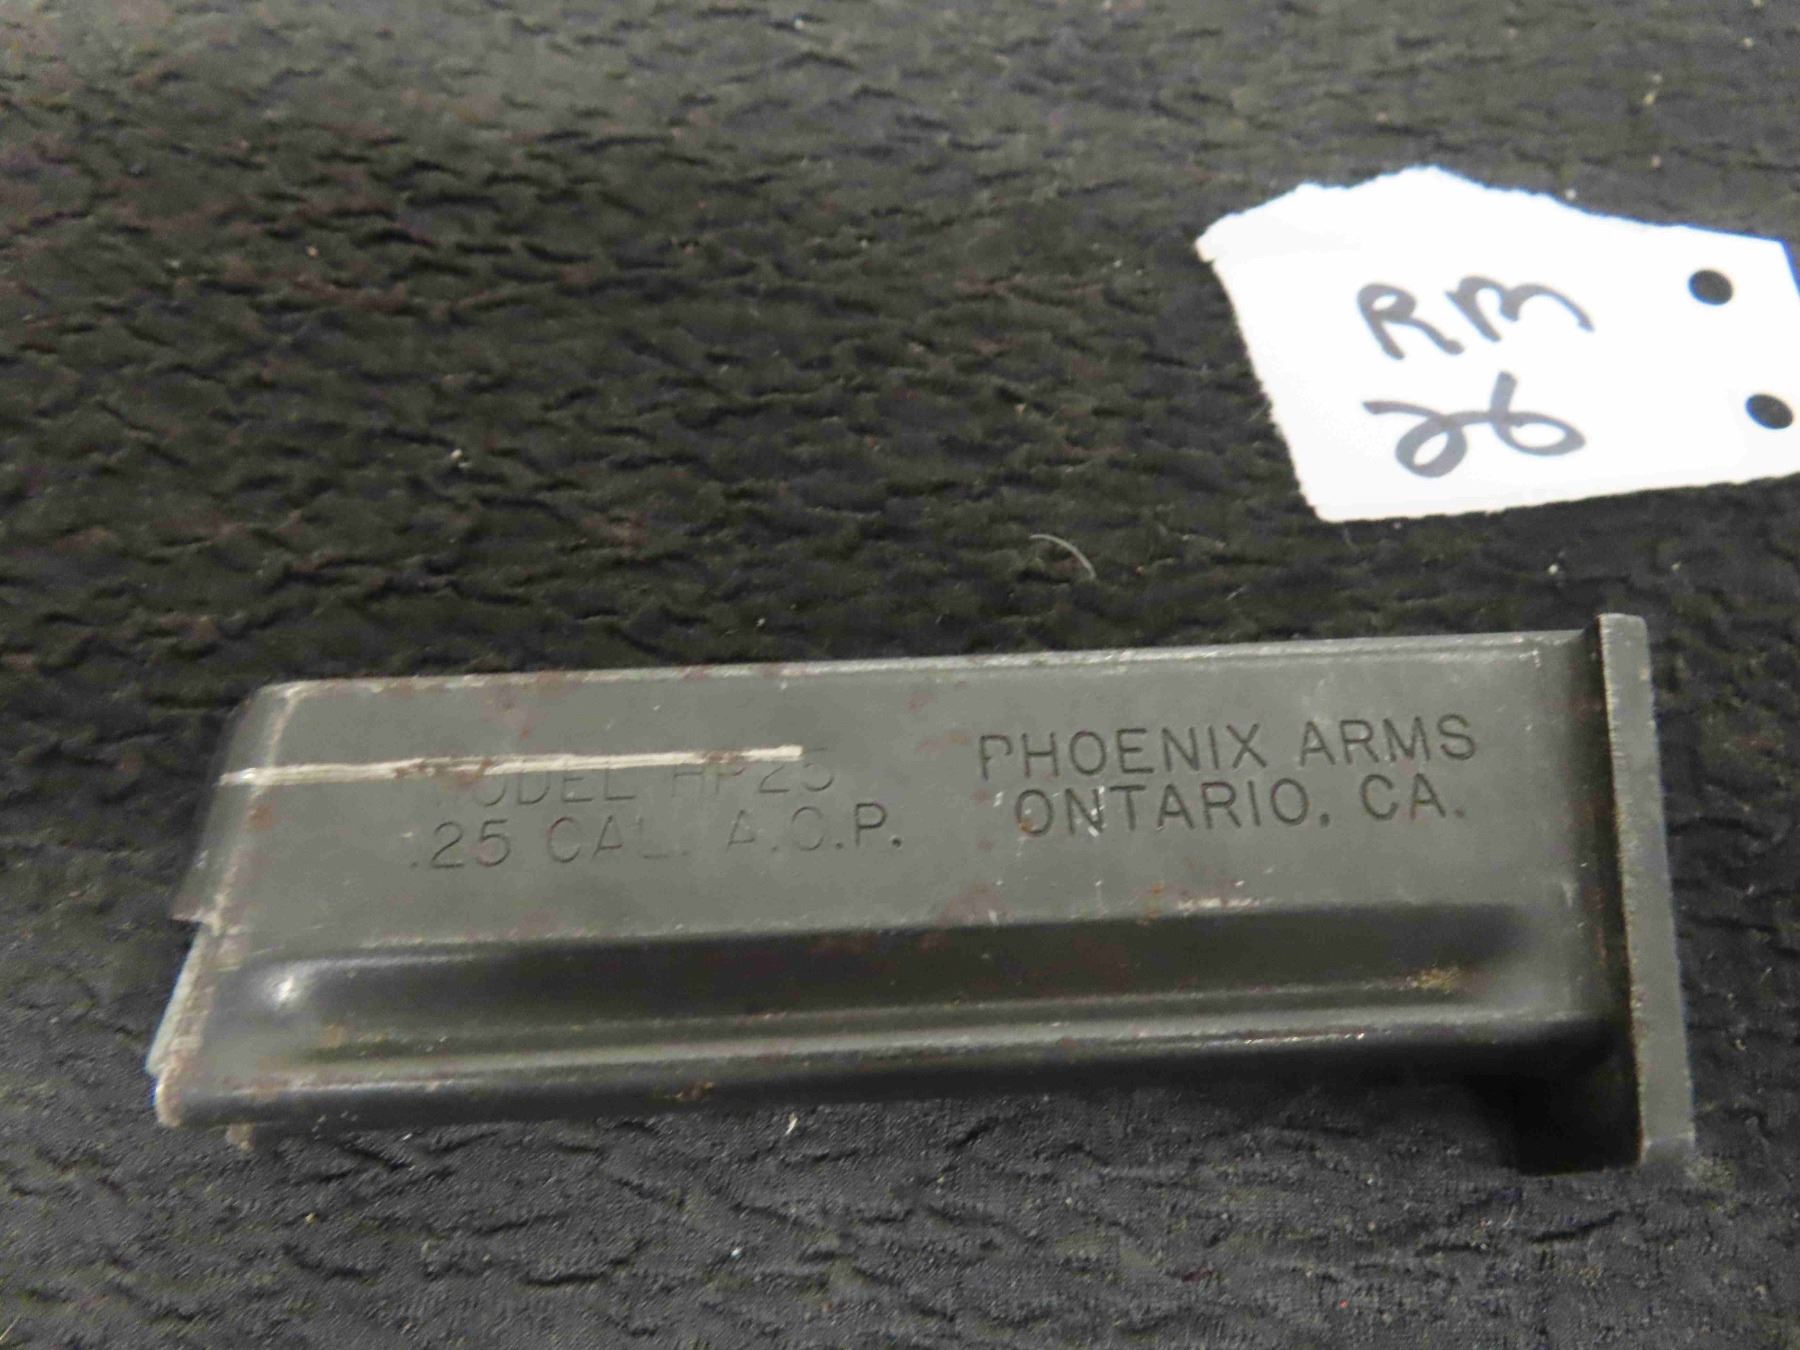 RM
26
MODEL HP25
.25 CAL. A.C.P.
PHOENIX ARMS
ONTARIO, CA.